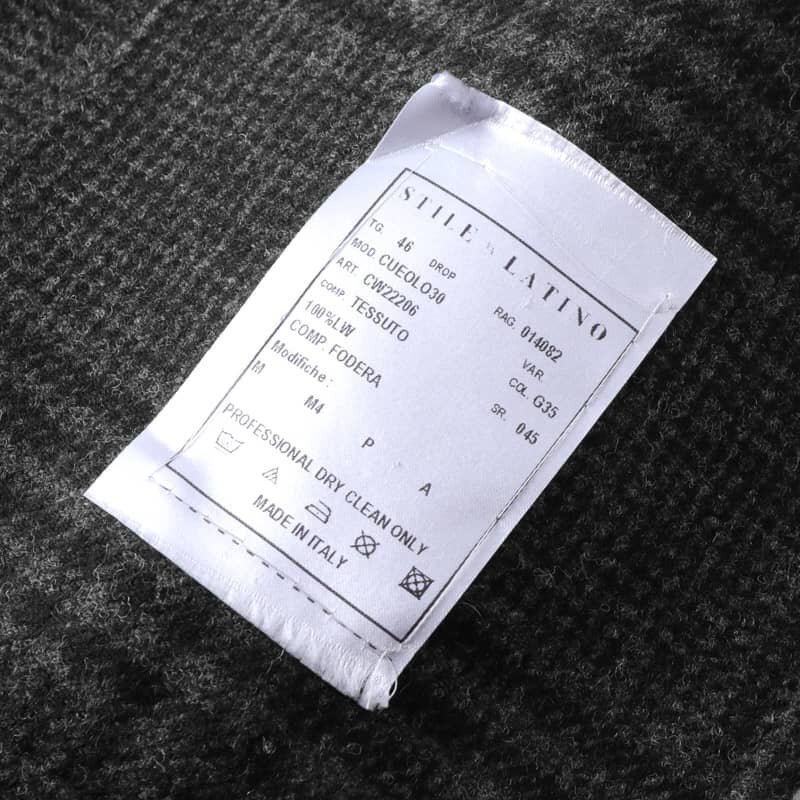 STILE LATINO
TG. 46 DROP RAG. 014082
MOD. CUEOLO30 VAR.
ART. CW22206 COL. G35
COMP. TESSUTO SR. 045
100%LW
COMP. FODERA
Modifiche :
M M4 P A
PROFESSIONAL DRY CLEAN ONLY
MADE IN ITALY